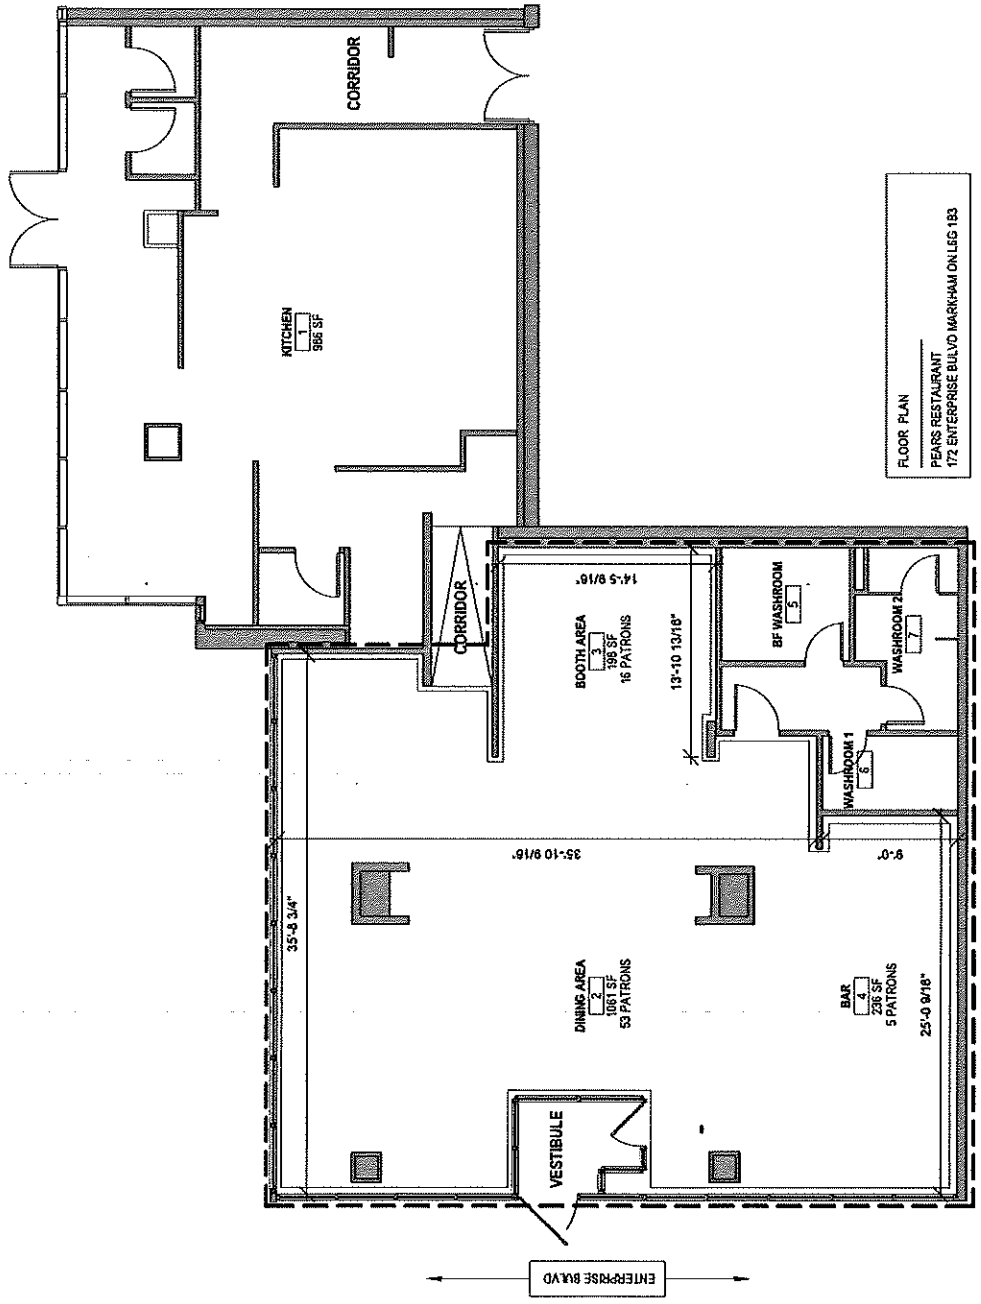 CORRIDOR
KITCHEN
1
986 SF
CORRIDOR
BOOTH AREA
3
198 SF
16 PATRONS
14'-5 9/16"
13'-10 13/16"
BF WASHROOM
5
WASHROOM 2
7
WASHROOM 1
6
35'-8 3/4"
35'-10 9/16"
9'-0"
DINING AREA
2
1061 SF
53 PATRONS
BAR
4
236 SF
5 PATRONS
25'-0 9/16"
VESTIBULE
ENTERPRISE BULVD
FLOOR PLAN
PEARS RESTAURANT
172 ENTERPRISE BULVD MARKHAM ON L6G 1B3